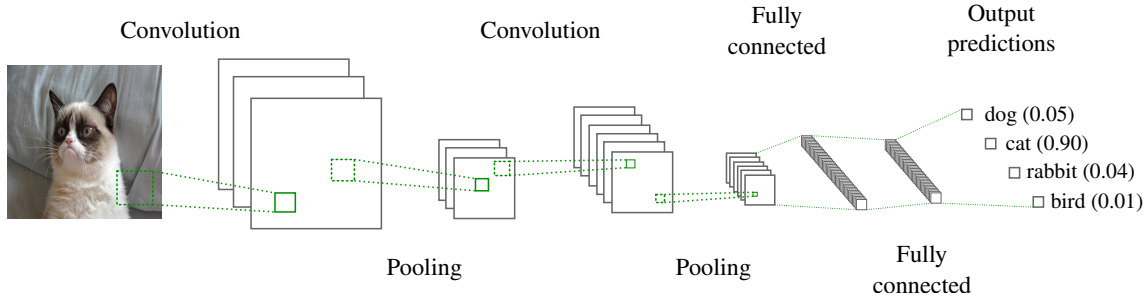 Convolution
Convolution
Fully
connected
Output
predictions
dog (0.05)
cat (0.90)
rabbit (0.04)
bird (0.01)
Pooling
Pooling
Fully
connected